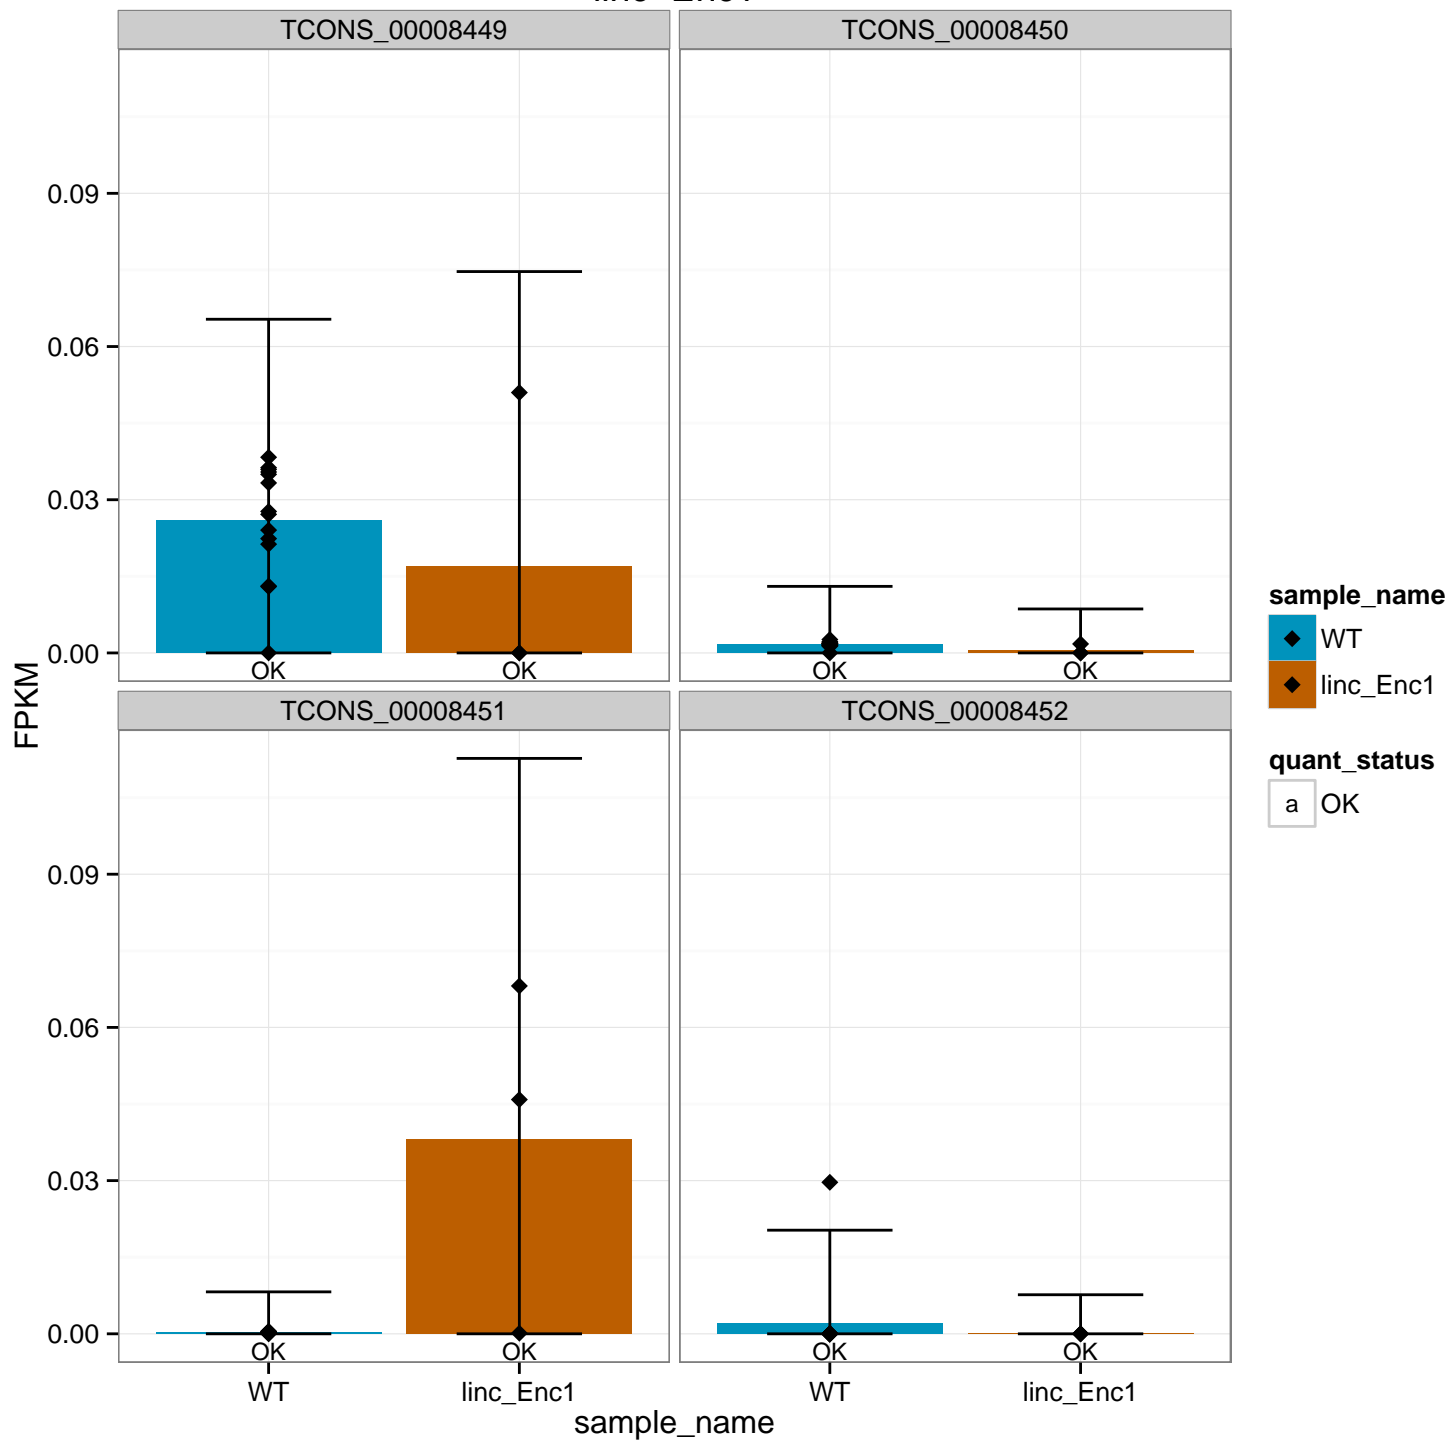 TCONS_00008449
TCONS_00008450
0.09
0.06
0.03
0.00
OK
OK
OK
OK
TCONS_00008451
TCONS_00008452
0.09
0.06
0.03
0.00
OK
OK
OK
OK
WT
linc_Enc1
WT
linc_Enc1
sample_name
FPKM
sample_name
WT
linc_Enc1
quant_status
a OK